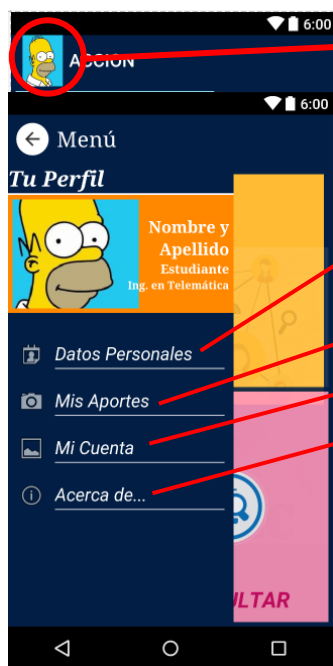 6:00
ACCION
6:00
Menú
Tu Perfil
Nombre y
Apellido
Estudiante
Ing. en Telemática
Datos Personales
Mis Aportes
Mi Cuenta
Acerca de...
ULTAR